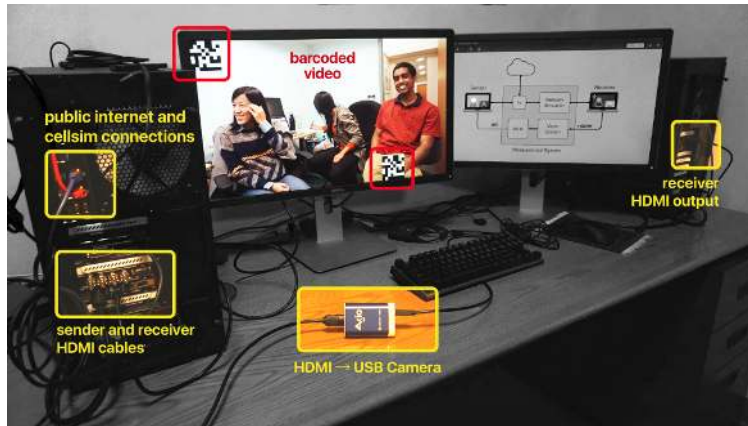 barcoded
video
public internet and
cellsim connections
receiver
HDMI output
sender and receiver
HDMI cables
HDMI → USB Camera